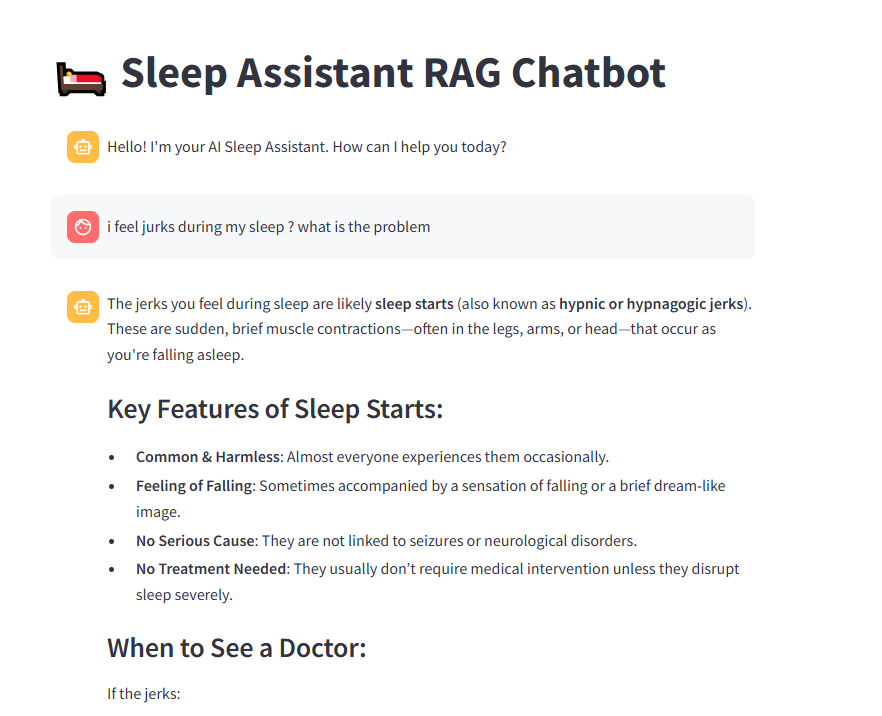 Sleep Assistant RAG Chatbot
Hello! I'm your AI Sleep Assistant. How can I help you today?
i feel jurks during my sleep ? what is the problem
The jerks you feel during sleep are likely sleep starts (also known as hypnic or hypnagogic jerks).
These are sudden, brief muscle contractions—often in the legs, arms, or head—that occur as
you're falling asleep.
Key Features of Sleep Starts:
• Common & Harmless: Almost everyone experiences them occasionally.
• Feeling of Falling: Sometimes accompanied by a sensation of falling or a brief dream-like
image.
• No Serious Cause: They are not linked to seizures or neurological disorders.
• No Treatment Needed: They usually don’t require medical intervention unless they disrupt
sleep severely.
When to See a Doctor:
If the jerks: